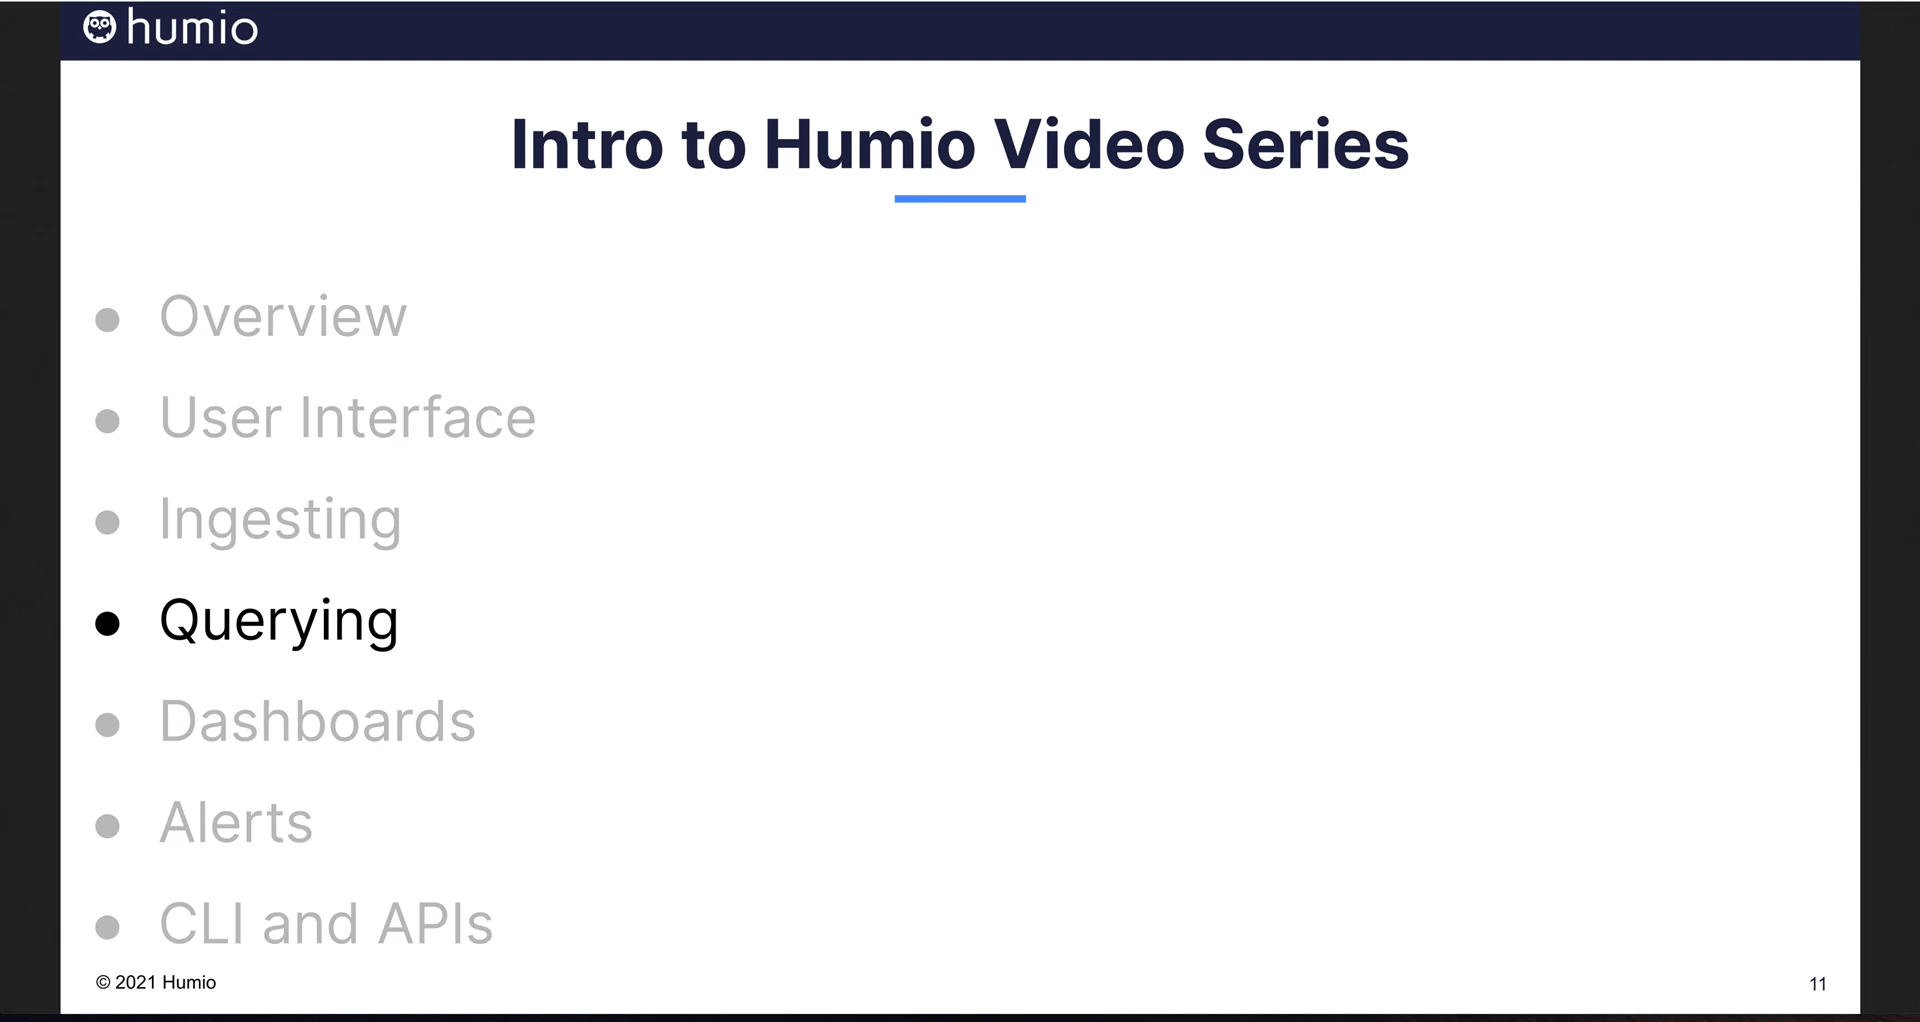 humio
Intro to Humio Video Series
● Overview
● User Interface
● Ingesting
● Querying
● Dashboards
● Alerts
● CLI and APIs
© 2021 Humio
11